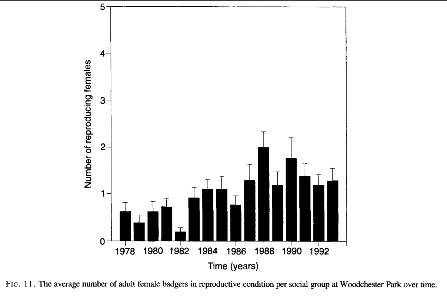 5
4
3
2
1
0
Number of reproducing females
1978 1980 1982 1984 1986 1988 1990 1992
Time (years)
FIG. 11. The average number of adult female badgers in reproductive condition per social group at Woodchester Park over time.